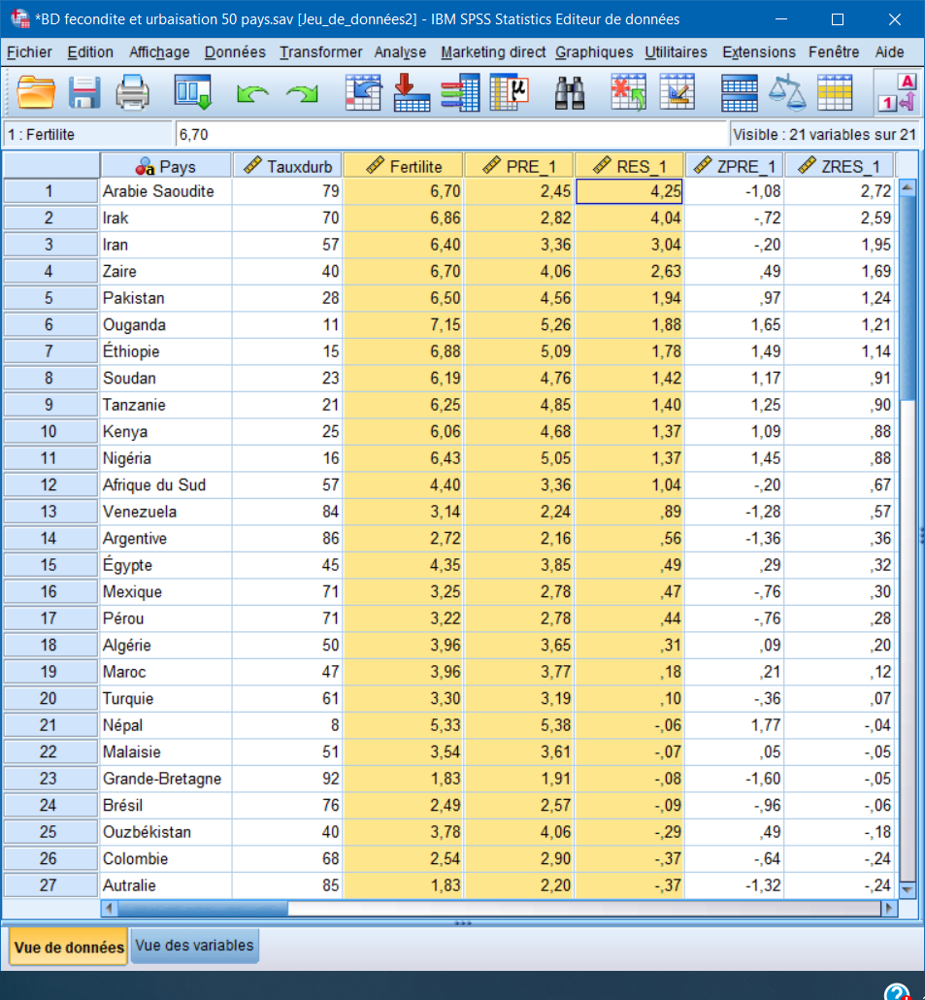 *BD fecondite et urbaisation 50 pays.sav [Jeu_de_données2] - IBM SPSS Statistics Editeur de données
Fichier Edition Affichage Données Transformer Analyse Marketing direct Graphiques Utilitaires Extensions Fenêtre Aide
1 : Fertilite 6,70 Visible : 21 variables sur 21
Pays Tauxdurb Fertilite PRE_1 RES_1 ZPRE_1 ZRES_1
1 Arabie Saoudite 79 6,70 2,45 4,25 -1,08 2,72
2 Irak 70 6,86 2,82 4,04 -,72 2,59
3 Iran 57 6,40 3,36 3,04 -,20 1,95
4 Zaire 40 6,70 4,06 2,63 ,49 1,69
5 Pakistan 28 6,50 4,56 1,94 ,97 1,24
6 Ouganda 11 7,15 5,26 1,88 1,65 1,21
7 Éthiopie 15 6,88 5,09 1,78 1,49 1,14
8 Soudan 23 6,19 4,76 1,42 1,17 ,91
9 Tanzanie 21 6,25 4,85 1,40 1,25 ,90
10 Kenya 25 6,06 4,68 1,37 1,09 ,88
11 Nigéria 16 6,43 5,05 1,37 1,45 ,88
12 Afrique du Sud 57 4,40 3,36 1,04 -,20 ,67
13 Venezuela 84 3,14 2,24 ,89 -1,28 ,57
14 Argentive 86 2,72 2,16 ,56 -1,36 ,36
15 Égypte 45 4,35 3,85 ,49 ,29 ,32
16 Mexique 71 3,25 2,78 ,47 -,76 ,30
17 Pérou 71 3,22 2,78 ,44 -,76 ,28
18 Algérie 50 3,96 3,65 ,31 ,09 ,20
19 Maroc 47 3,96 3,77 ,18 ,21 ,12
20 Turquie 61 3,30 3,19 ,10 -,36 ,07
21 Népal 8 5,33 5,38 -,06 1,77 -,04
22 Malaisie 51 3,54 3,61 -,07 ,05 -,05
23 Grande-Bretagne 92 1,83 1,91 -,08 -1,60 -,05
24 Brésil 76 2,49 2,57 -,09 -,96 -,06
25 Ouzbékistan 40 3,78 4,06 -,29 ,49 -,18
26 Colombie 68 2,54 2,90 -,37 -,64 -,24
27 Autralie 85 1,83 2,20 -,37 -1,32 -,24
Vue de données Vue des variables